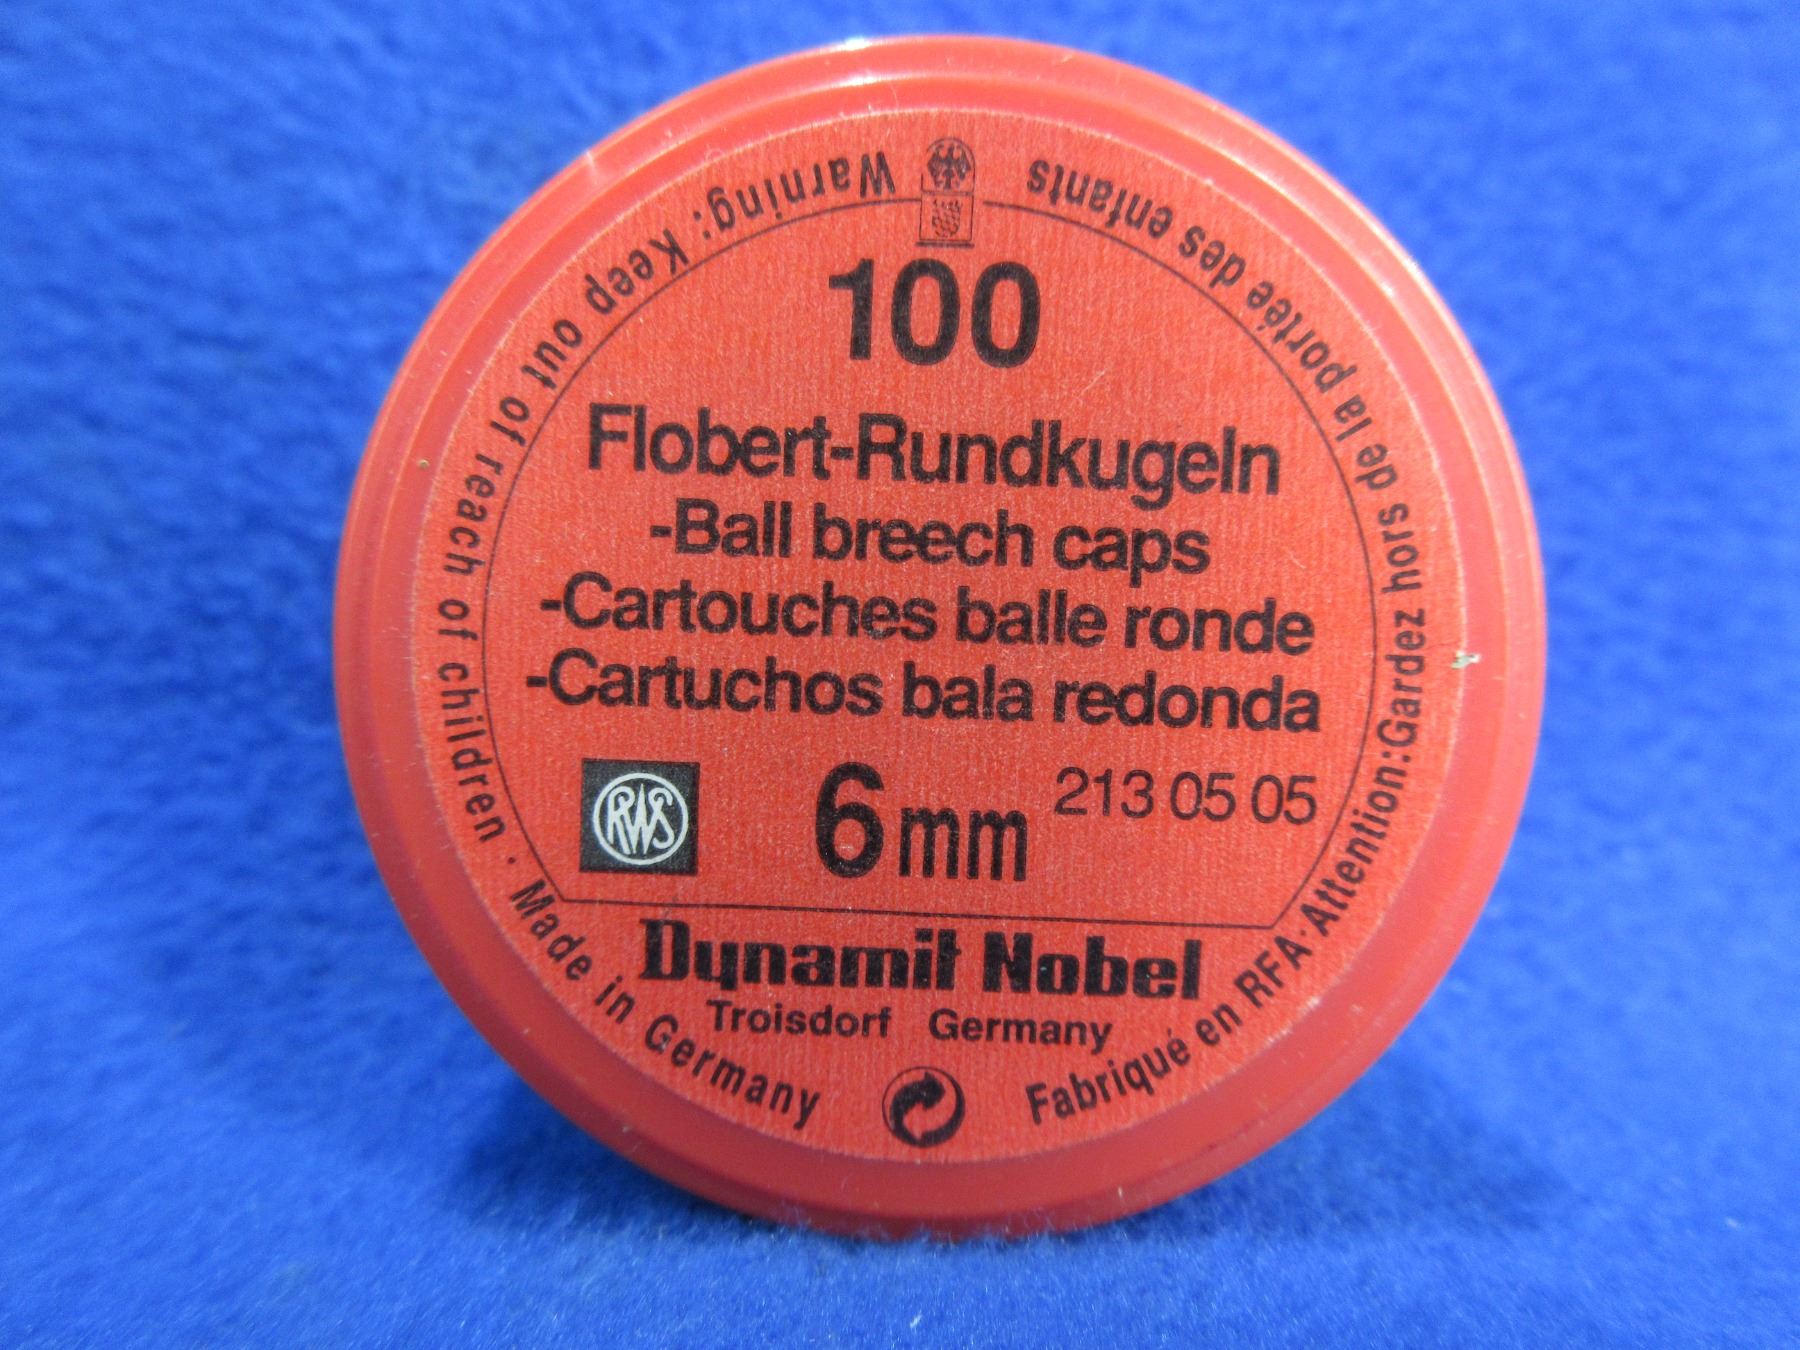 100
Flobert-Rundkugeln
-Ball breech caps
-Cartouches balle ronde
-Cartuchos bala redonda
RWS
6mm
213 05 05
Dynamit Nobel
Troisdorf Germany
Warning: Keep out of reach of children · Made in Germany
Fabriqué en RFA·Attention:Gardez hors de la portée des enfants